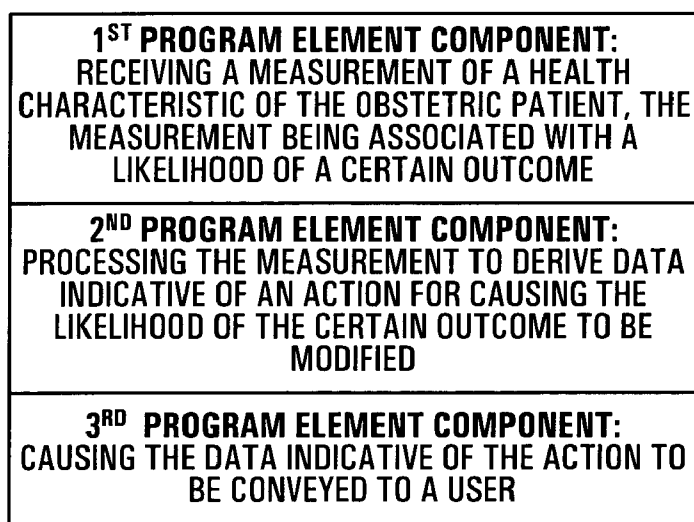 1ST PROGRAM ELEMENT COMPONENT:
RECEIVING A MEASUREMENT OF A HEALTH
CHARACTERISTIC OF THE OBSTETRIC PATIENT, THE
MEASUREMENT BEING ASSOCIATED WITH A
LIKELIHOOD OF A CERTAIN OUTCOME
2ND PROGRAM ELEMENT COMPONENT:
PROCESSING THE MEASUREMENT TO DERIVE DATA
INDICATIVE OF AN ACTION FOR CAUSING THE
LIKELIHOOD OF THE CERTAIN OUTCOME TO BE
MODIFIED
3RD PROGRAM ELEMENT COMPONENT:
CAUSING THE DATA INDICATIVE OF THE ACTION TO
BE CONVEYED TO A USER